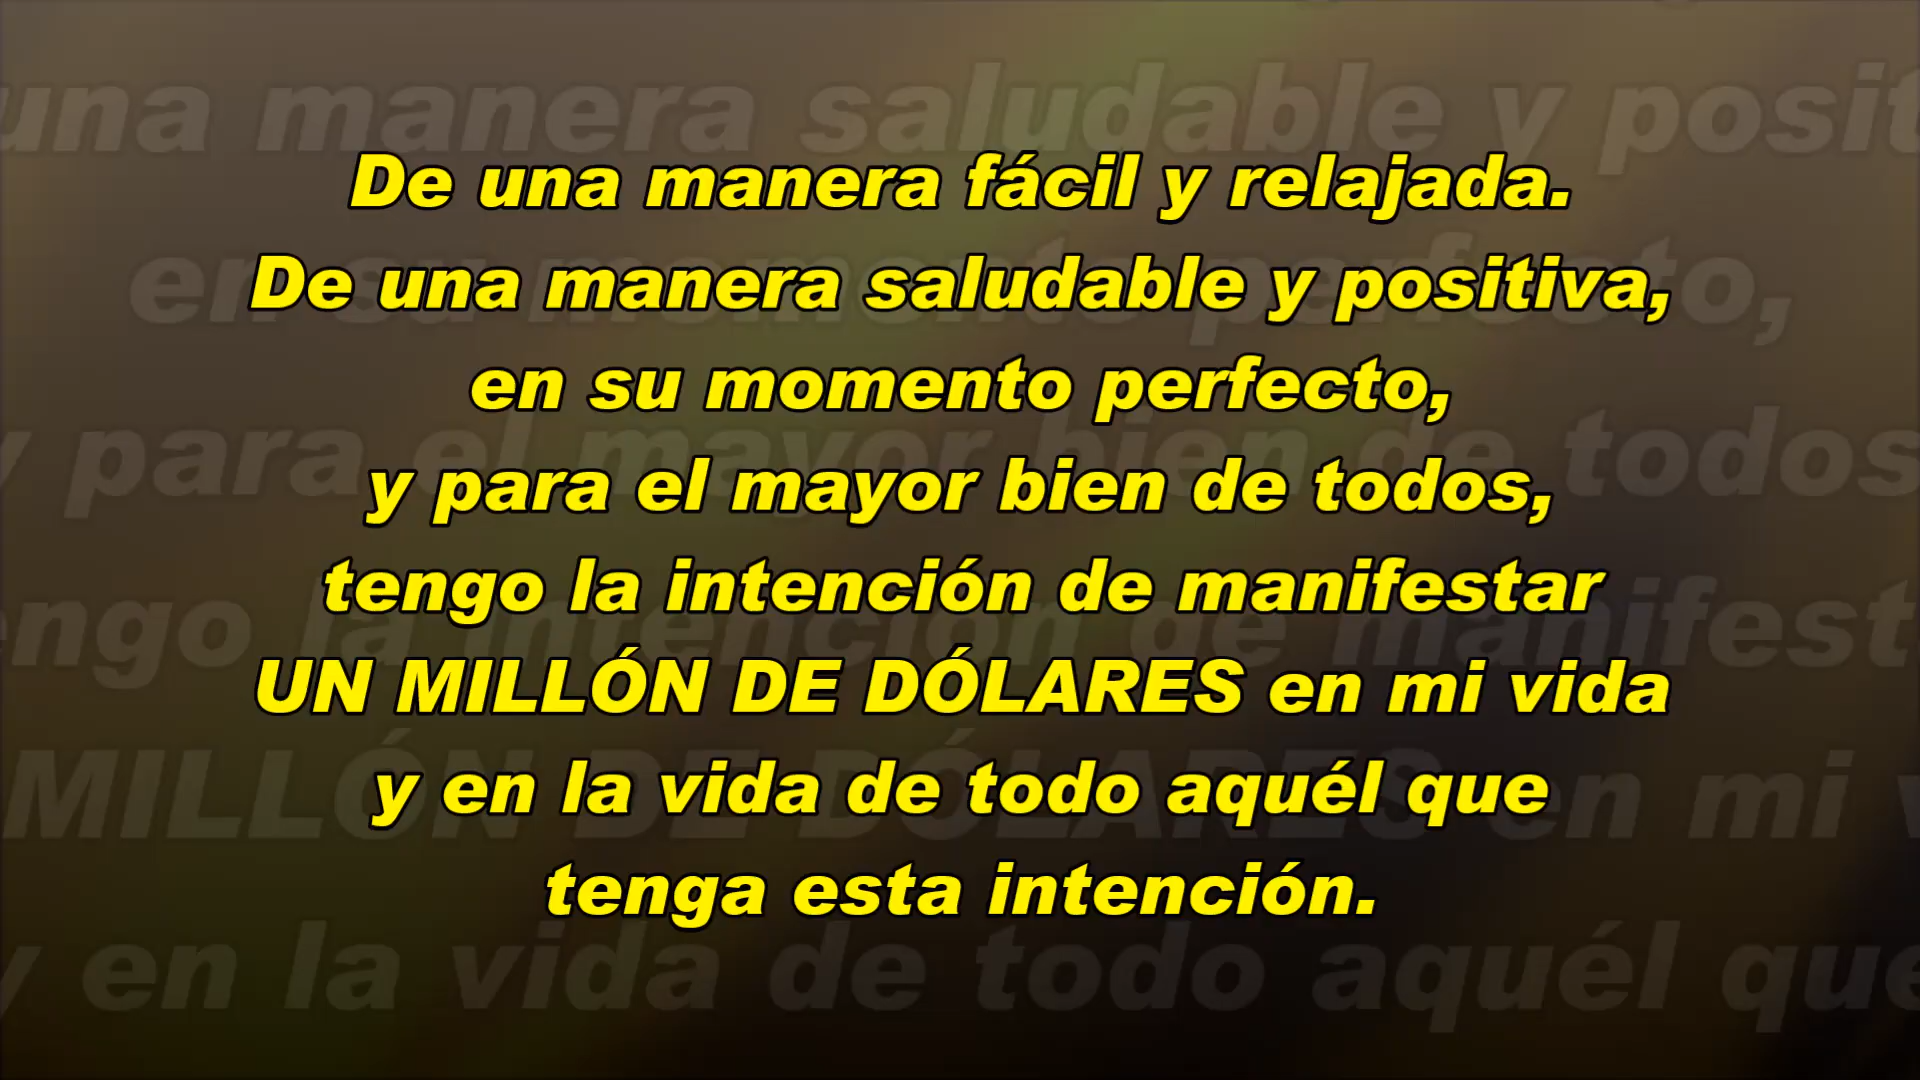 De una manera fácil y relajada.
De una manera saludable y positiva,
en su momento perfecto,
y para el mayor bien de todos,
tengo la intención de manifestar
UN MILLÓN DE DÓLARES en mi vida
y en la vida de todo aquél que
tenga esta intención.